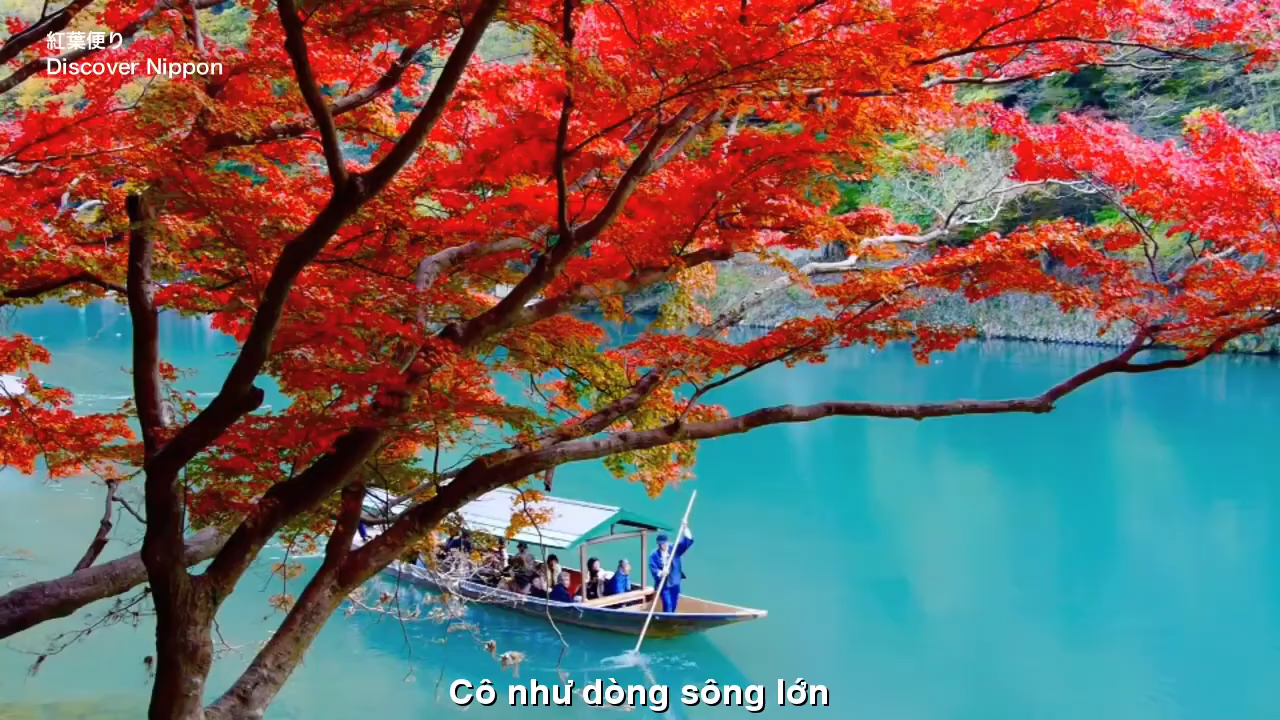 紅葉便り
Discover Nippon
Cô như dòng sông lớn